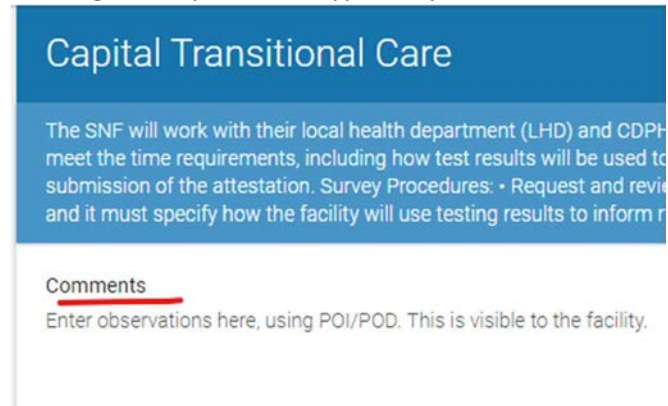 Capital Transitional Care
The SNF will work with their local health department (LHD) and CDPH
meet the time requirements, including how test results will be used to
submission of the attestation. Survey Procedures: • Request and revie
and it must specify how the facility will use testing results to inform r
Comments
Enter observations here, using POI/POD. This is visible to the facility.